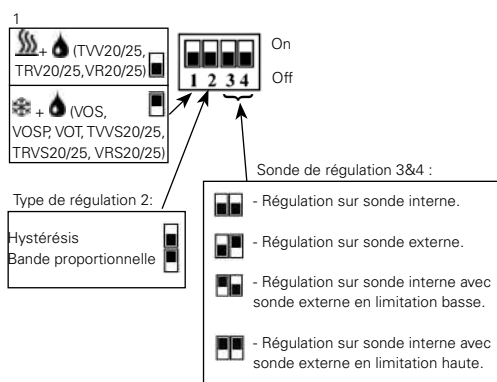 1
+ (TVV20/25,
TRV20/25,VR20/25)
+ (VOS,
VOSP, VOT, TVVS20/25,
TRVS20/25, VRS20/25)
On
Off
1 2 3 4
Sonde de régulation 3&4 :
- Régulation sur sonde interne.
- Régulation sur sonde externe.
- Régulation sur sonde interne avec
sonde externe en limitation basse.
- Régulation sur sonde interne avec
sonde externe en limitation haute.
Type de régulation 2:
Hystérésis
Bande proportionnelle